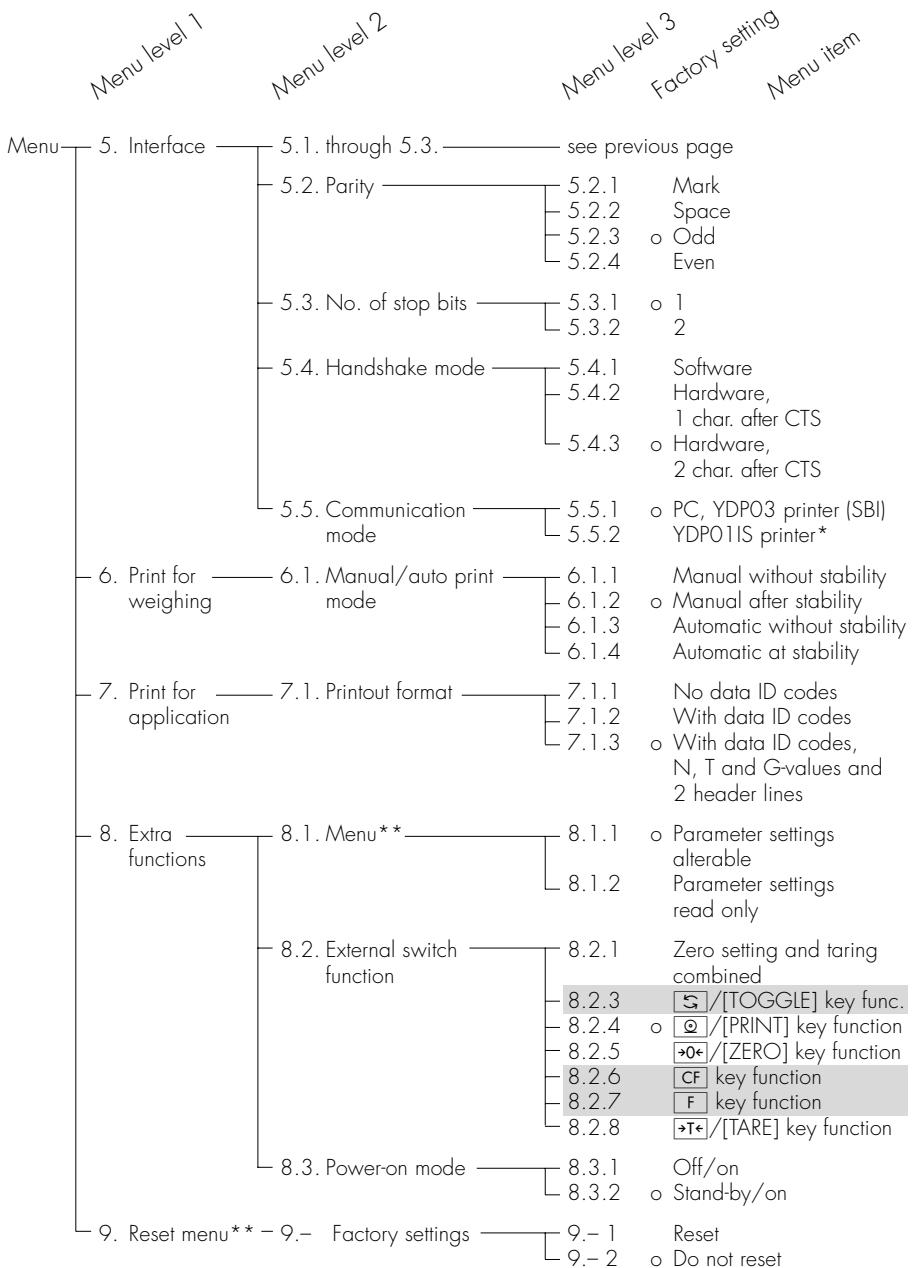 Menu level 1 Menu level 2 Menu level 3 Factory setting Menu item
Menu 5. Interface 5.1. through 5.3. see previous page
5.2. Parity 5.2.1 Mark
5.2.2 Space
5.2.3 o Odd
5.2.4 Even
5.3. No. of stop bits 5.3.1 o 1
5.3.2 2
5.4. Handshake mode 5.4.1 Software
5.4.2 Hardware,
1 char. after CTS
5.4.3 o Hardware,
2 char. after CTS
5.5. Communication 5.5.1 o PC, YDP03 printer (SBI)
mode 5.5.2 YDP01IS printer*
6. Print for 6.1. Manual/auto print 6.1.1 Manual without stability
weighing mode 6.1.2 o Manual after stability
6.1.3 Automatic without stability
6.1.4 Automatic at stability
7. Print for 7.1. Printout format 7.1.1 No data ID codes
application 7.1.2 With data ID codes
7.1.3 o With data ID codes,
N, T and G-values and
2 header lines
8. Extra 8.1. Menu** 8.1.1 o Parameter settings
functions alterable
8.1.2 Parameter settings
read only
8.2. External switch 8.2.1 Zero setting and taring
function combined
8.2.3 /[TOGGLE] key func.
8.2.4 o /[PRINT] key function
8.2.5 →0←/[ZERO] key function
8.2.6 CF key function
8.2.7 F key function
8.2.8 →T←/[TARE] key function
8.3. Power-on mode 8.3.1 Off/on
8.3.2 o Stand-by/on
9. Reset menu** 9.– Factory settings 9.– 1 Reset
9.– 2 o Do not reset